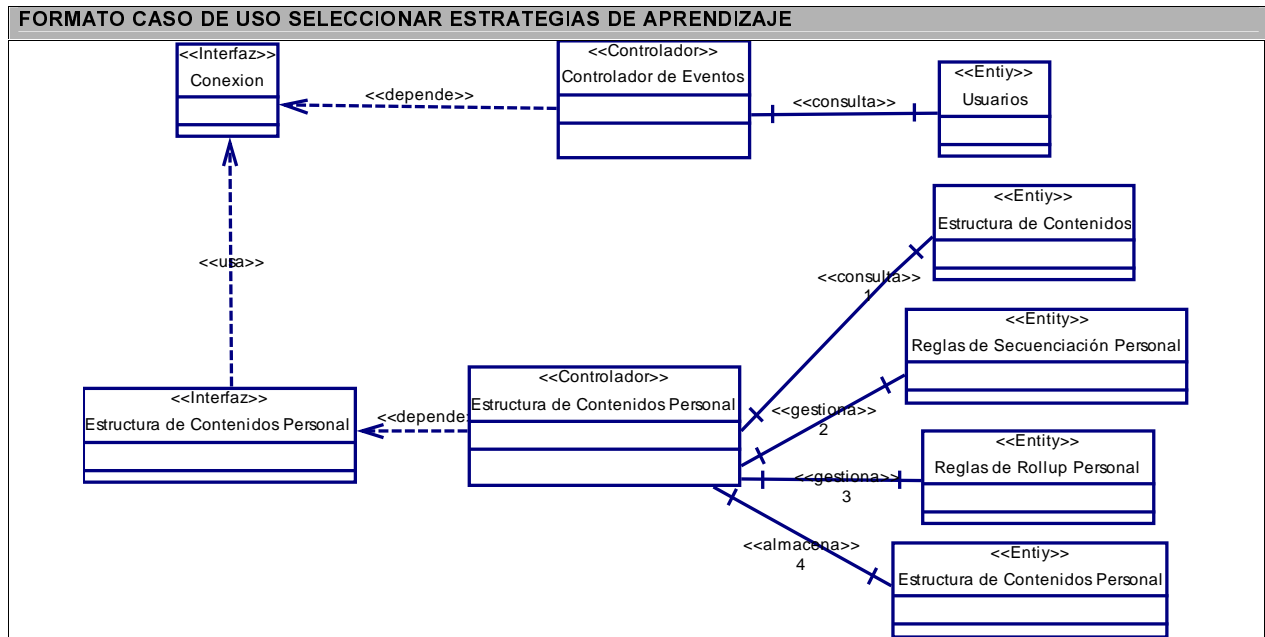 FORMATO CASO DE USO SELECCIONAR ESTRATEGIAS DE APRENDIZAJE
<<Interfaz>>
Conexion
<<depende>>
<<Controlador>>
Controlador de Eventos
<<consulta>>
<<Entiy>>
Usuarios
<<Entiy>>
Estructura de Contenidos
<<usa>>
<<consulta>>
1
<<Entity>>
Reglas de Secuenciación Personal
<<Interfaz>>
Estructura de Contenidos Personal
<<depende
<<Controlador>>
Estructura de Contenidos Personal
<<gestiona>>
2
<<Entity>>
Reglas de Rollup Personal
<<gestiona>>
3
<<almacena>>
4
<<Entiy>>
Estructura de Contenidos Personal